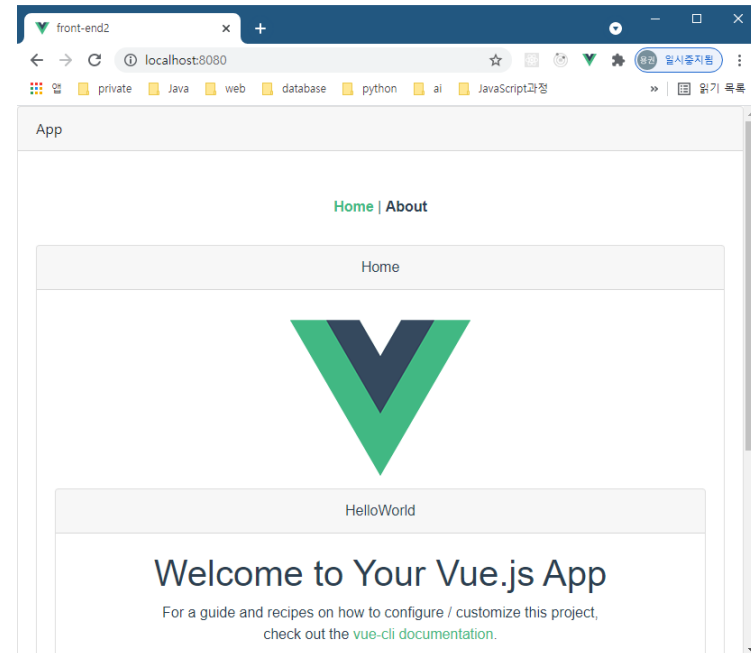 front-end2
localhost:8080
일시중지됨
앱 private Java web database python ai JavaScript과정 » 읽기 목록
App
Home | About
Home
HelloWorld
Welcome to Your Vue.js App
For a guide and recipes on how to configure / customize this project,
check out the vue-cli documentation.